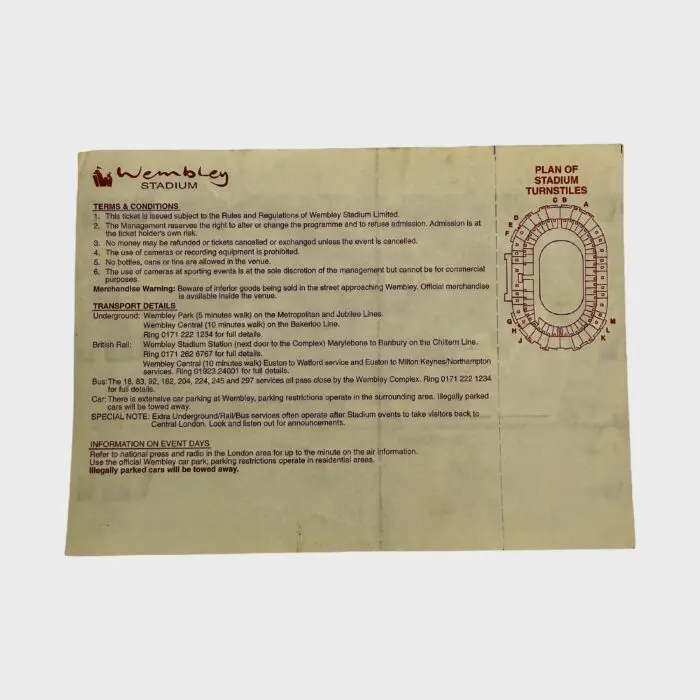 Wembley
STADIUM
TERMS & CONDITIONS
1. This ticket is issued subject to the Rules and Regulations of Wembley Stadium Limited.
2. The Management reserves the right to alter or change the programme and to refuse admission. Admission is at
the ticket holder's own risk.
3. No money may be refunded or tickets cancelled or exchanged unless the event is cancelled.
4. The use of cameras or recording equipment is prohibited.
5. No bottles, cans or tins are allowed in the venue.
6. The use of cameras at sporting events is at the sole discretion of the management but cannot be for commercial
purposes.
Merchandise Warning: Beware of inferior goods being sold in the street approaching Wembley. Official merchandise
is available inside the venue.
TRANSPORT DETAILS
Underground: Wembley Park (5 minutes walk) on the Metropolitan and Jubilee Lines.
Wembley Central (10 minutes walk) on the Bakerloo Line.
Ring 0171 222 1234 for full details.
British Rail: Wembley Stadium Station (next door to the Complex) Marylebone to Banbury on the Chiltern Line.
Ring 0171 262 6767 for full details.
Wembley Central (10 minutes walk) Euston to Watford service and Euston to Milton Keynes/Northampton
services. Ring 01923 24001 for full details.
Bus: The 18, 83, 92, 182, 204, 224, 245 and 297 services all pass close by the Wembley Complex. Ring 0171 222 1234
for full details.
Car: There is extensive car parking at Wembley, parking restrictions operate in the surrounding area. Illegally parked
cars will be towed away.
SPECIAL NOTE: Extra Underground/Rail/Bus services often operate after Stadium events to take visitors back to
Central London. Look and listen out for announcements.
INFORMATION ON EVENT DAYS
Refer to national press and radio in the London area for up to the minute on the air information.
Use the official Wembley car park; parking restrictions operate in residential areas.
Illegally parked cars will be towed away.
PLAN OF
STADIUM
TURNSTILES
C B A
D
E
F
G M
H L
J K